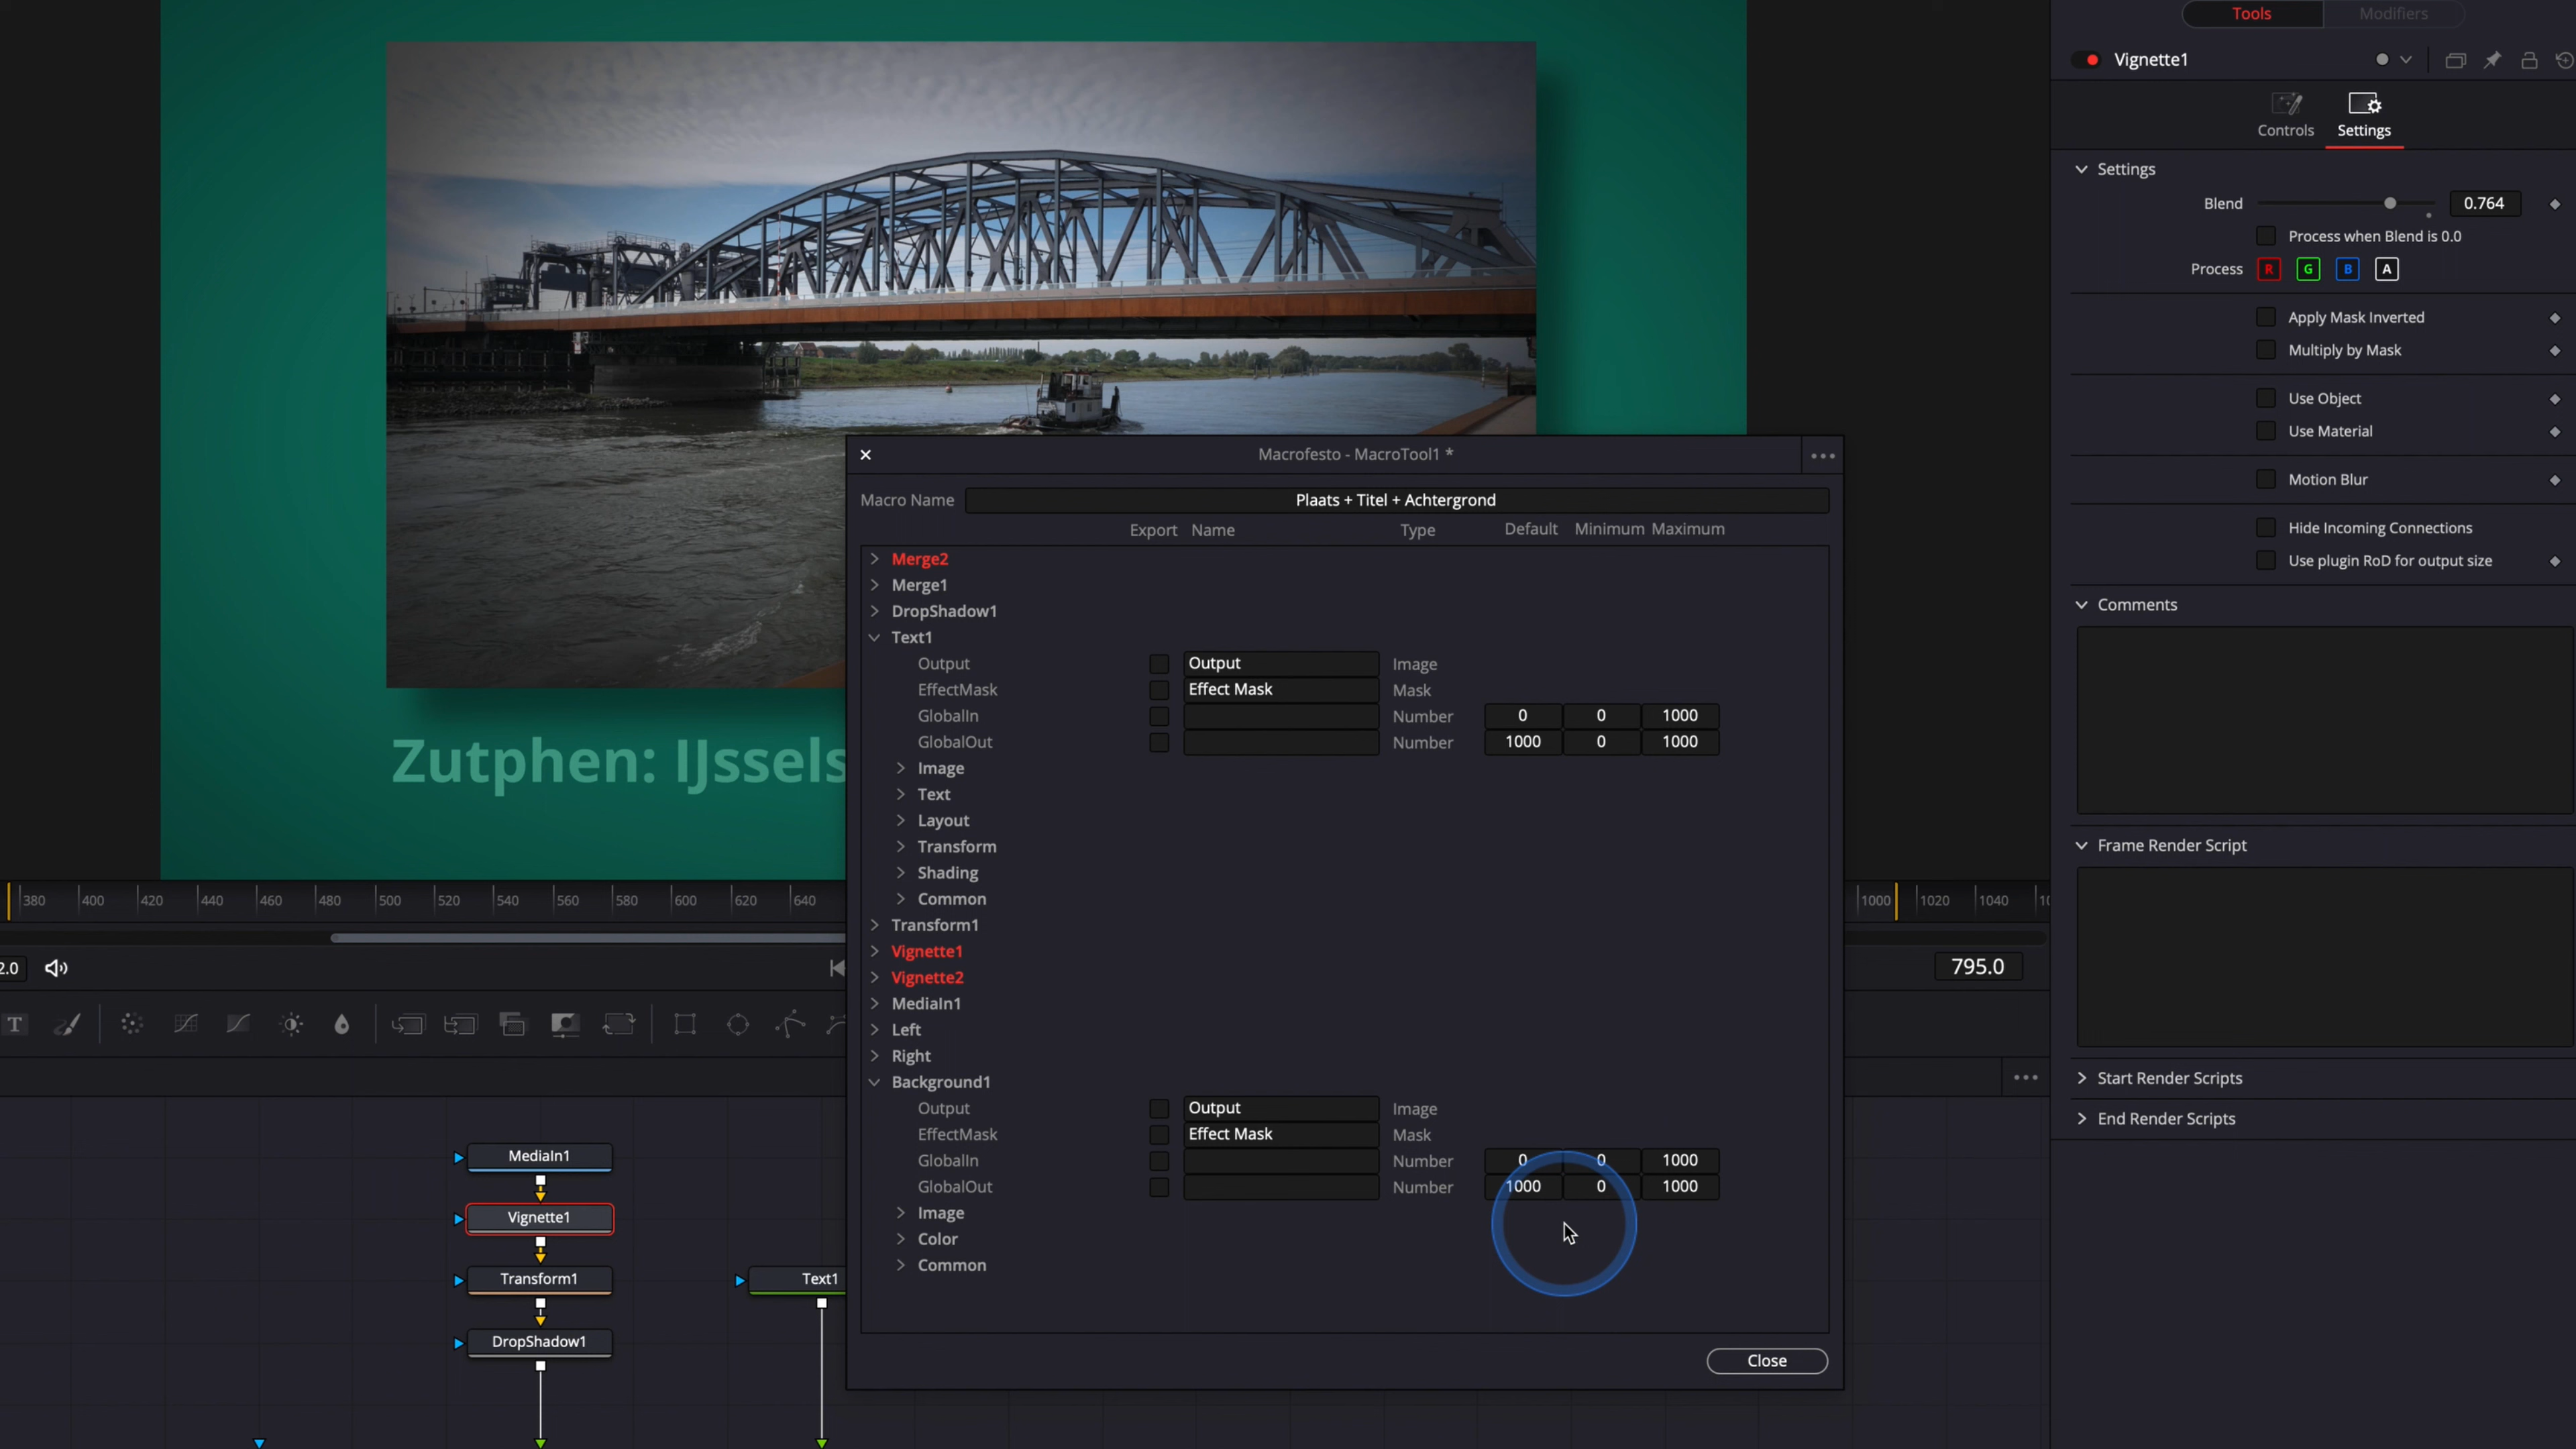 Tools Modifiers
Vignette1
Controls Settings
Settings
Blend 0.764
Process when Blend is 0.0
Process R G B A
Apply Mask Inverted
Multiply by Mask
Use Object
Use Material
Motion Blur
Hide Incoming Connections
Use plugin RoD for output size
Comments
Frame Render Script
Start Render Scripts
End Render Scripts
Zutphen: IJssels
Macrofesto - MacroTool1 *
Macro Name Plaats + Titel + Achtergrond
Export Name Type Default Minimum Maximum
Merge2
Merge1
DropShadow1
Text1
Output Output Image
EffectMask Effect Mask Mask
GlobalIn Number 0 0 1000
GlobalOut Number 1000 0 1000
Image
Text
Layout
Transform
Shading
Common
Transform1
Vignette1
Vignette2
MediaIn1
Left
Right
Background1
Output Output Image
EffectMask Effect Mask Mask
GlobalIn Number 0 0 1000
GlobalOut Number 1000 0 1000
Image
Color
Common
Close
380 400 420 440 460 480 500 520 540 560 580 600 620 640 1000 1020 1040
2.0 795.0
T
MediaIn1
Vignette1
Transform1 Text1
DropShadow1